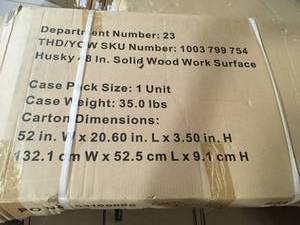 Department Number: 23
THD/YOW SKU Number: 1003 799 754
Husky 48 In. Solid Wood Work Surface
Case Pack Size: 1 Unit
Case Weight: 35.0 lbs
Carton Dimensions:
52 in. W x 20.60 in. L x 3.50 in. H
132.1 cm W x 52.5 cm L x 9.1 cm H